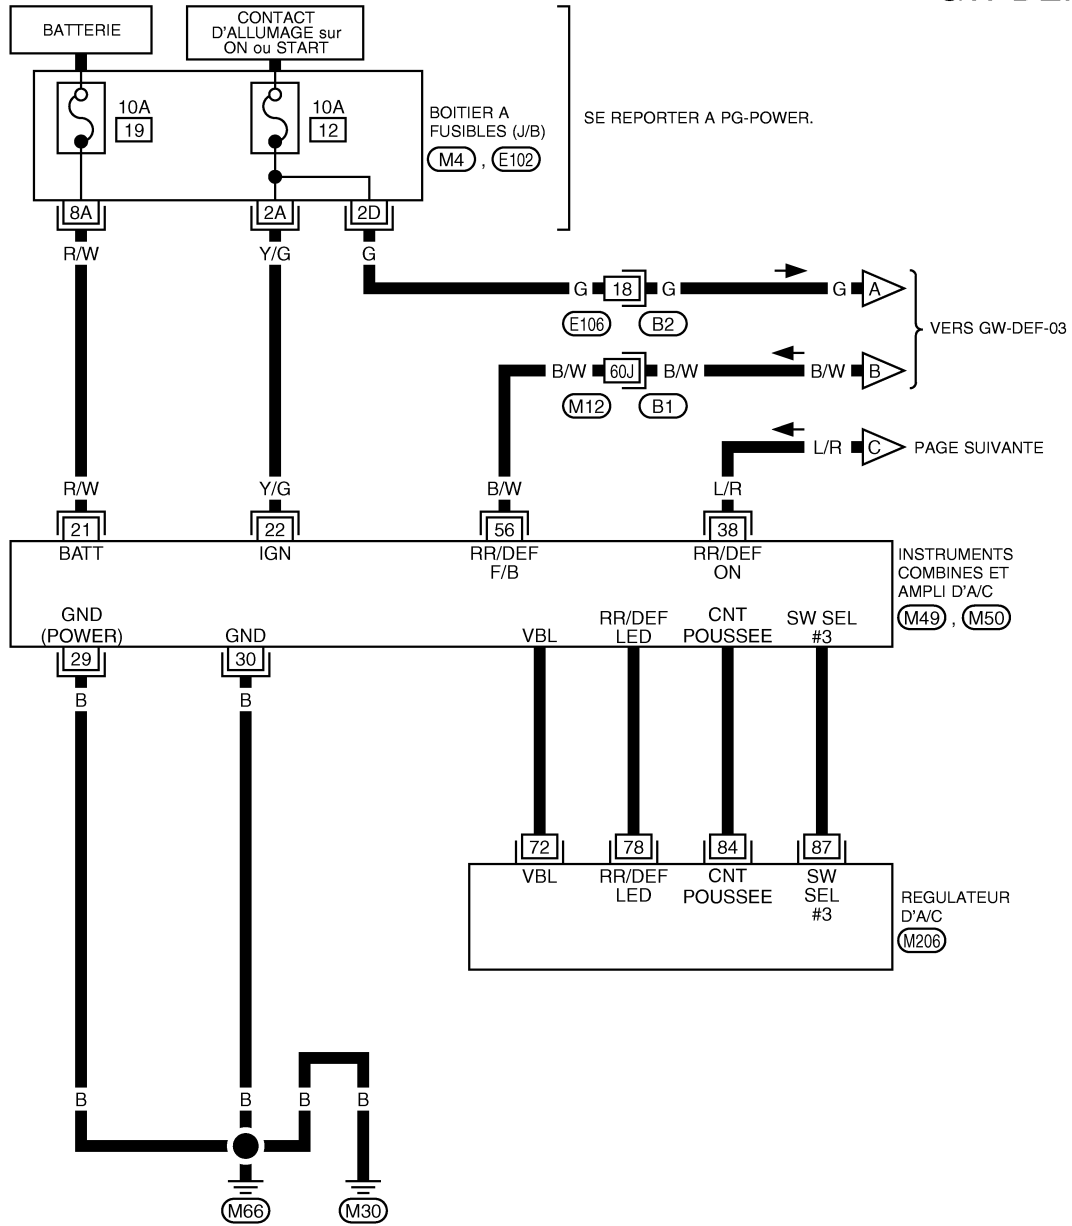 BATTERIE
CONTACT
D'ALLUMAGE sur
ON ou START
10A
19
10A
12
BOITIER A
FUSIBLES (J/B)
M4 , E102
SE REPORTER A PG-POWER.
8A
2A
2D
R/W
Y/G
G
G
18
G
G
A
E106
B2
VERS GW-DEF-03
B/W
60J
B/W
B/W
B
M12
B1
L/R
C
PAGE SUIVANTE
R/W
Y/G
B/W
L/R
21
22
56
38
BATT
IGN
RR/DEF
F/B
RR/DEF
ON
INSTRUMENTS
COMBINES ET
AMPLI D'A/C
M49 , M50
GND
(POWER)
GND
VBL
RR/DEF
LED
CNT
POUSSEE
SW SEL
#3
29
30
B
B
72
78
84
87
VBL
RR/DEF
LED
CNT
POUSSEE
SW
SEL
#3
REGULATEUR
D'A/C
M206
B
B
B
B
M66
M30